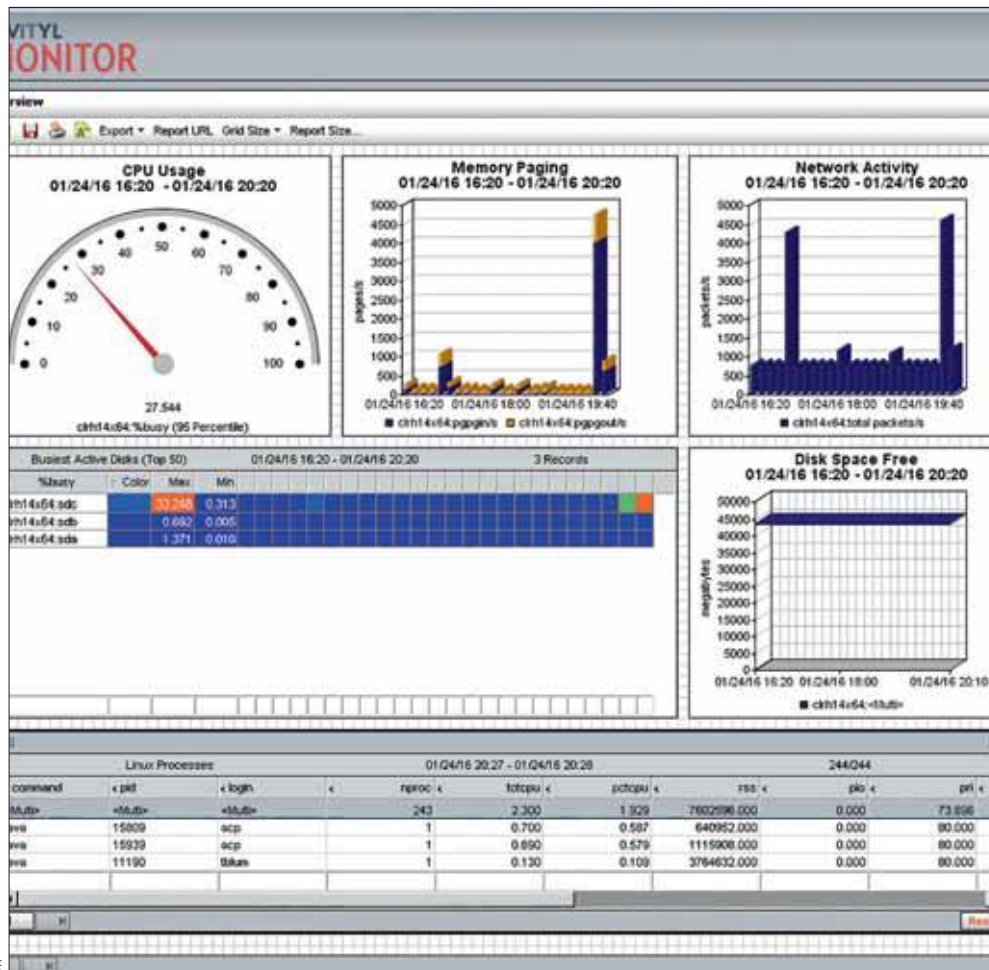 VITYL
MONITOR
rview
Export Report URL Grid Size Report Size...
CPU Usage
01/24/16 16:20 - 01/24/16 20:20
0 10 20 30 40 50 60 70 80 90 100
27.544
clrh14x64:%busy (95 Percentile)
Memory Paging
01/24/16 16:20 - 01/24/16 20:20
pages/s
5000
4500
4000
3500
3000
2500
2000
1500
1000
500
0
01/24/16 16:20 01/24/16 18:00 01/24/16 19:40
clrh14x64:pgpgin/s clrh14x64:pgpgout/s
Network Activity
01/24/16 16:20 - 01/24/16 20:20
packets/s
5000
4500
4000
3500
3000
2500
2000
1500
1000
500
0
01/24/16 16:20 01/24/16 18:00 01/24/16 19:40
clrh14x64:total packets/s
Busiest Active Disks (Top 50) 01/24/16 16:20 - 01/24/16 20:20 3 Records
%busy Color Max Min
rh14x64:sdc 33.248 0.313
rh14x64:sdb 0.692 0.005
rh14x64:sda 1.371 0.010
Disk Space Free
01/24/16 16:20 - 01/24/16 20:20
megabytes
50000
45000
40000
35000
30000
25000
20000
15000
10000
5000
0
01/24/16 16:20 01/24/16 18:00 01/24/16 20:10
clrh14x64:<Multi>
Linux Processes 01/24/16 20:27 - 01/24/16 20:28 244/244
command < pid < login < nproc < totcpu < pctcpu < rss < pio < pri <
<Multi> <Multi> <Multi> 243 2.300 1.929 7602596.000 0.000 73.698
ava 15809 acp 1 0.700 0.587 640952.000 0.000 80.000
ava 15939 acp 1 0.690 0.579 1115908.000 0.000 80.000
ava 11190 tblum 1 0.130 0.109 3764632.000 0.000 80.000